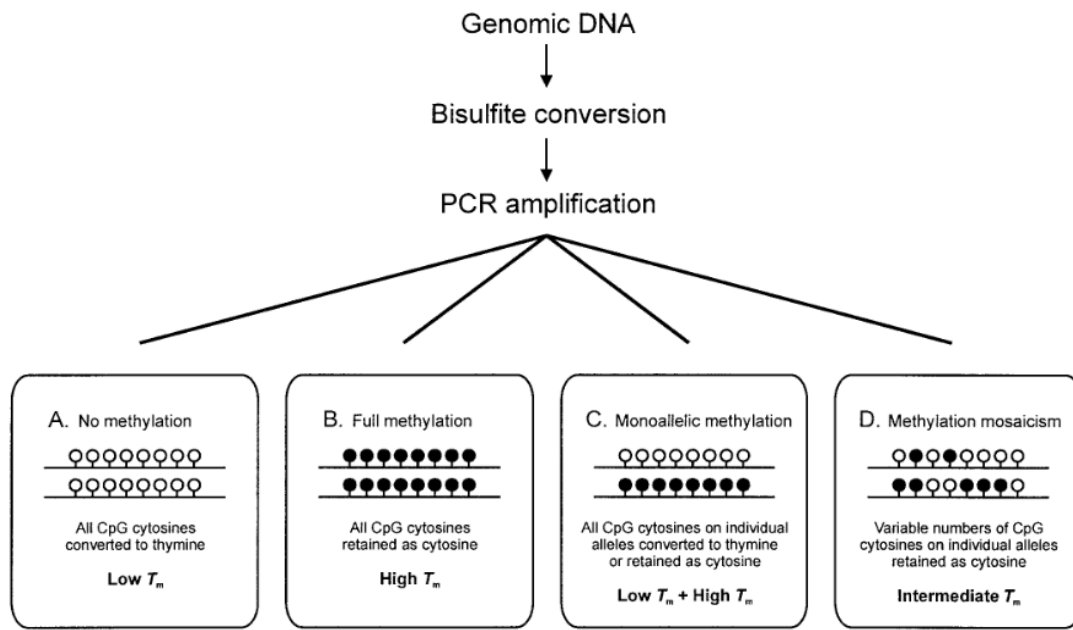 Genomic DNA
Bisulfite conversion
PCR amplification
A. No methylation
All CpG cytosines
converted to thymine
Low Tm
B. Full methylation
All CpG cytosines
retained as cytosine
High Tm
C. Monoallelic methylation
All CpG cytosines on individual
alleles converted to thymine
or retained as cytosine
Low Tm + High Tm
D. Methylation mosaicism
Variable numbers of CpG
cytosines on individual alleles
retained as cytosine
Intermediate Tm